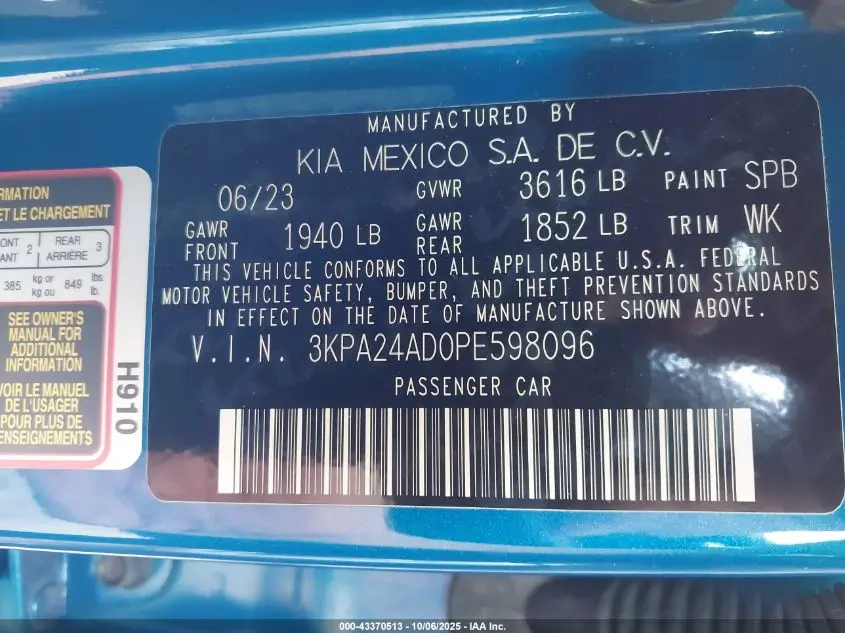 MANUFACTURED BY
KIA MEXICO S.A. DE C.V.
06/23 GVWR 3616 LB PAINT SPB
GAWR FRONT 1940 LB GAWR REAR 1852 LB TRIM WK
THIS VEHICLE CONFORMS TO ALL APPLICABLE U.S.A. FEDERAL
MOTOR VEHICLE SAFETY, BUMPER, AND THEFT PREVENTION STANDARDS
IN EFFECT ON THE DATE OF MANUFACTURE SHOWN ABOVE.
V.I.N. 3KPA24AD0PE598096
PASSENGER CAR
ET LE CHARGEMENT
2 REAR ARRIÈRE 3
385 kg or kg ou 849 lbs. lb.
SEE OWNER'S
MANUAL FOR
ADDITIONAL
INFORMATION
VOIR LE MANUEL
DE L'USAGER
POUR PLUS DE
H910
000-43370513 - 10/06/2025 - IAA Inc.